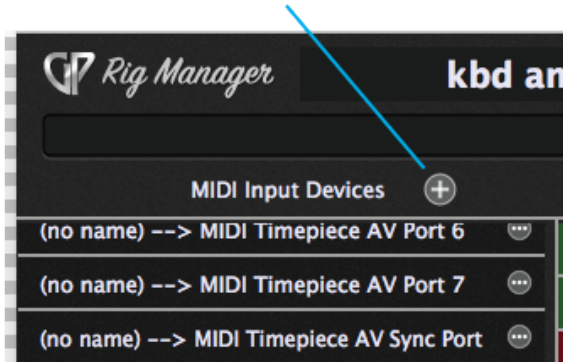 GP Rig Manager
kbd an
MIDI Input Devices
(no name) --> MIDI Timepiece AV Port 6
(no name) --> MIDI Timepiece AV Port 7
(no name) --> MIDI Timepiece AV Sync Port